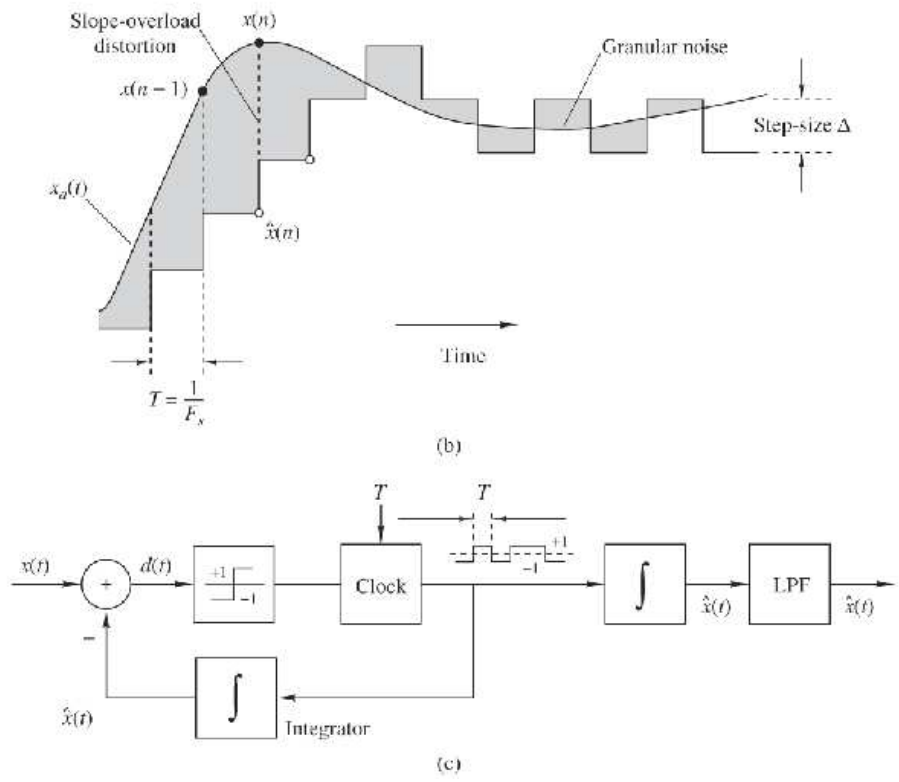 Slope-overload
distortion
x(n)
x(n − 1)
Granular noise
Step-size Δ
xₐ(t)
x̂(n)
Time
T = 1/Fₛ
(b)
T
T
+1
−1
x(t)
+
d(t)
+1
−1
Clock
∫
x̂(t)
LPF
x̂(t)
−
∫
x̂(t)
Integrator
(c)